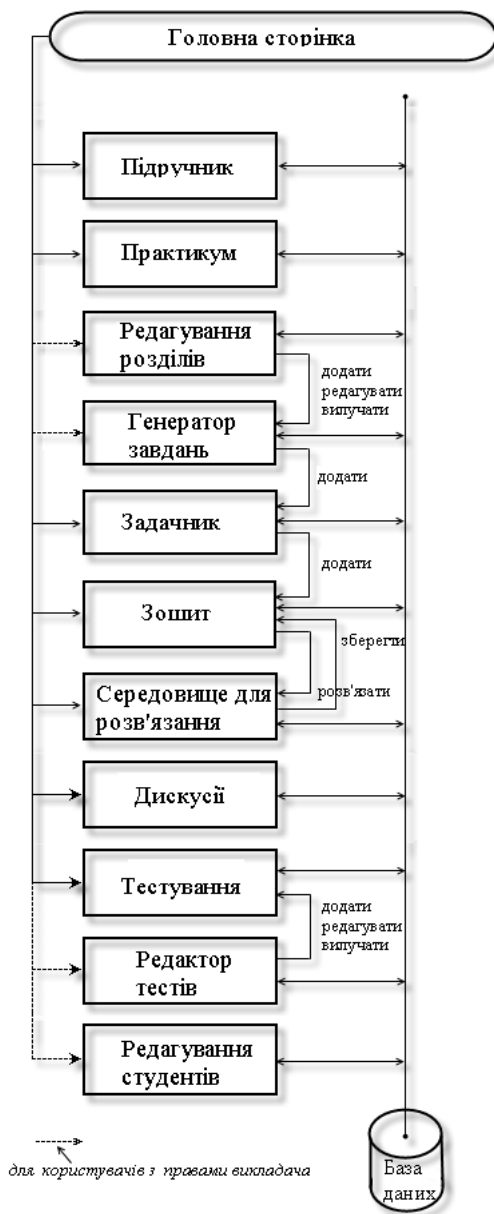 Головна сторінка
Підручник
Практикум
Редагування
розділів
додати
редагувати
вилучати
Генератор
завдань
додати
Задачник
додати
Зошит
зберегти
розв'язати
Середовище для
розв'язання
Дискусії
Тестування
додати
редагувати
вилучати
Редактор
тестів
Редагування
студентів
для користувачів з правами викладача
База
даних